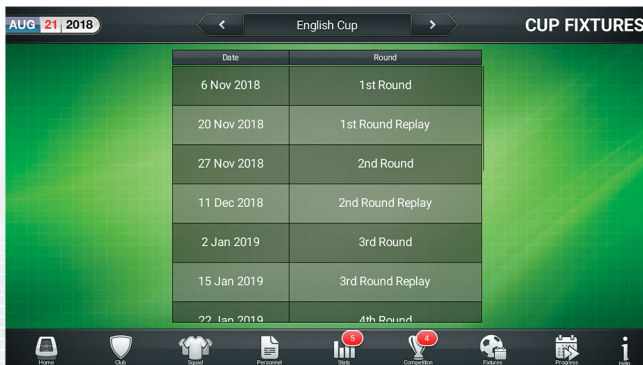 AUG 21 2018 English Cup CUP FIXTURES
Date Round
6 Nov 2018 1st Round
20 Nov 2018 1st Round Replay
27 Nov 2018 2nd Round
11 Dec 2018 2nd Round Replay
2 Jan 2019 3rd Round
15 Jan 2019 3rd Round Replay
22 Jan 2019 4th Round
5 4
Home Club Squad Personnel Stats Competition Fixtures Progress Help